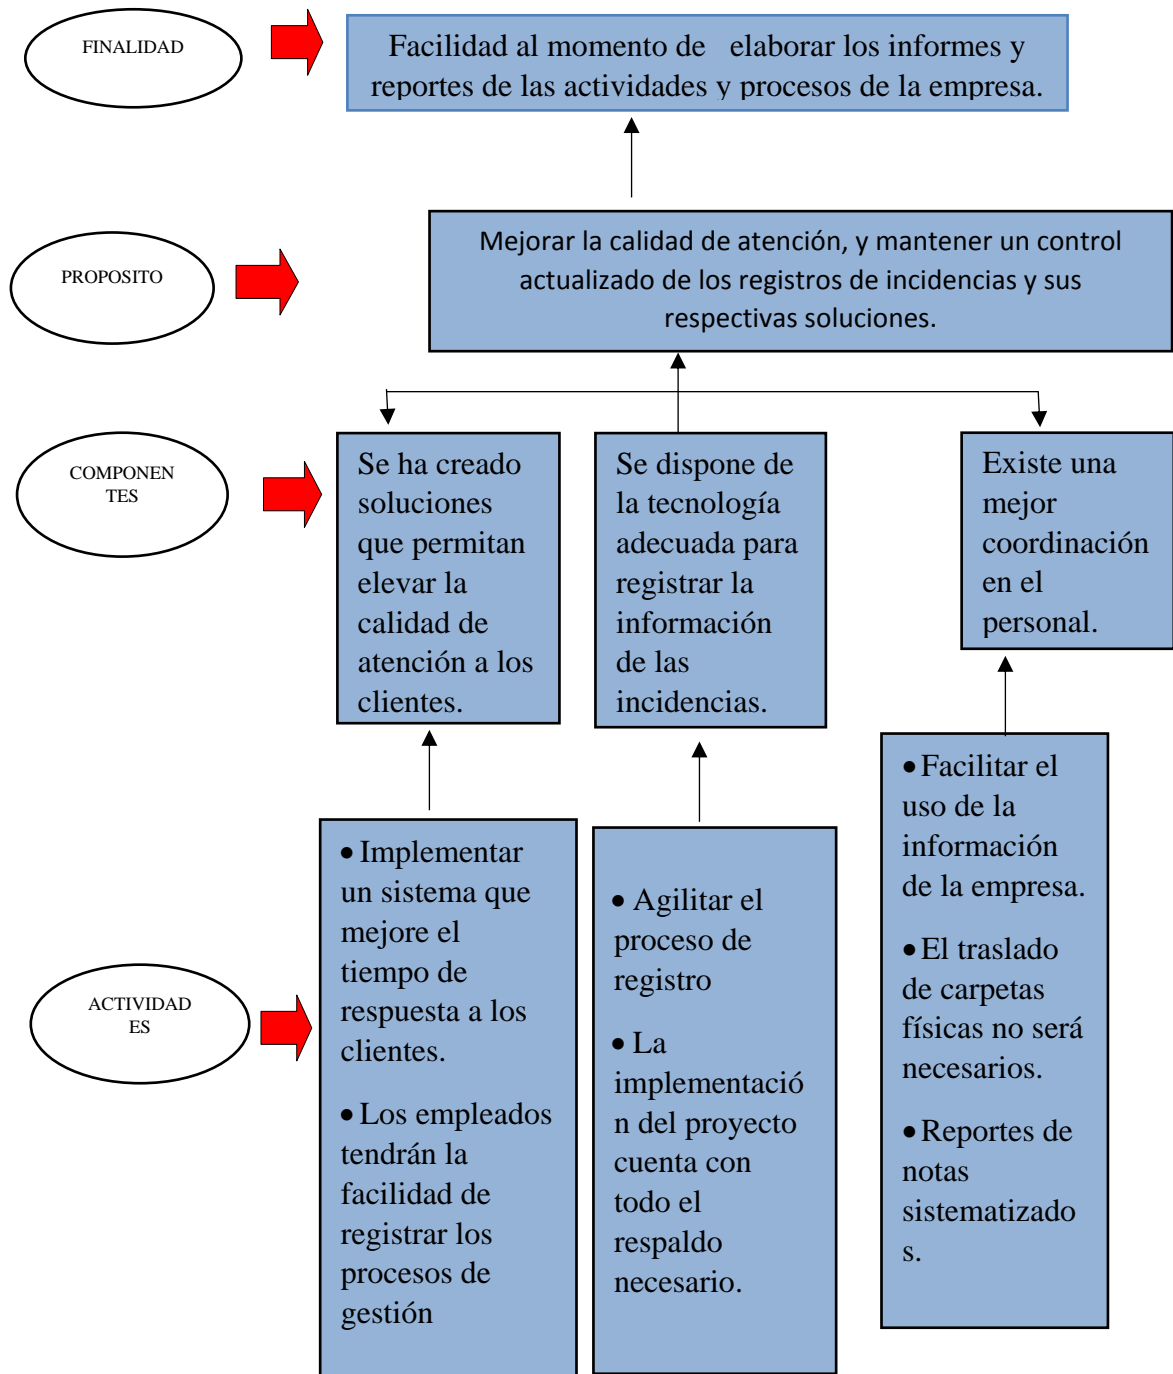 FINALIDAD
Facilidad al momento de elaborar los informes y
reportes de las actividades y procesos de la empresa.
PROPOSITO
Mejorar la calidad de atención, y mantener un control
actualizado de los registros de incidencias y sus
respectivas soluciones.
COMPONEN
TES
Se ha creado
soluciones
que permitan
elevar la
calidad de
atención a los
clientes.
Se dispone de
la tecnología
adecuada para
registrar la
información
de las
incidencias.
Existe una
mejor
coordinación
en el
personal.
ACTIVIDAD
ES
• Implementar
un sistema que
mejore el
tiempo de
respuesta a los
clientes.
• Los empleados
tendrán la
facilidad de
registrar los
procesos de
gestión
• Agilitar el
proceso de
registro
• La
implementació
n del proyecto
cuenta con
todo el
respaldo
necesario.
• Facilitar el
uso de la
información
de la empresa.
• El traslado
de carpetas
físicas no será
necesarios.
• Reportes de
notas
sistematizado
s.